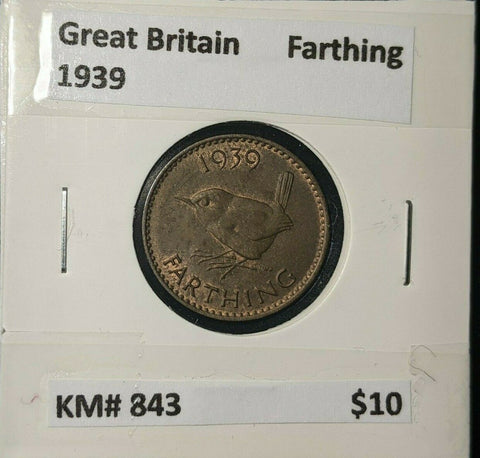 Great Britain Farthing
1939
1939
FARTHING
KM# 843 $10